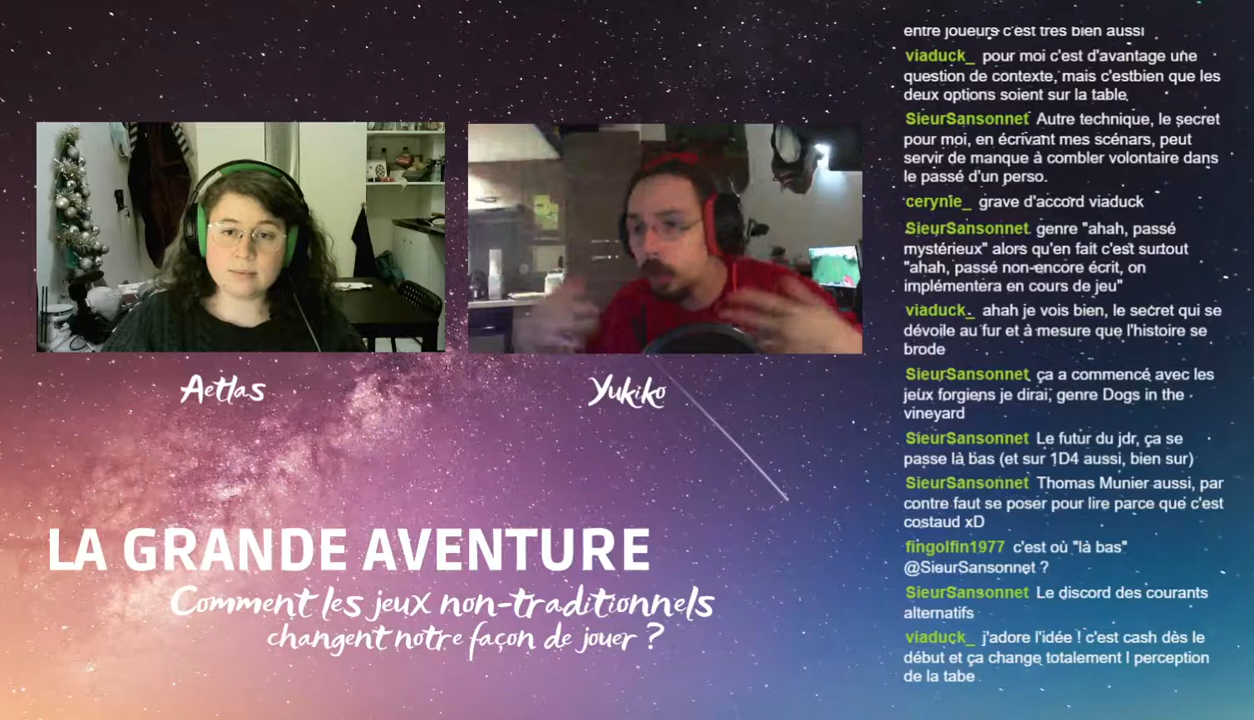 entre joueurs c'est très bien aussi
viaduck_ pour moi c'est d'avantage une
question de contexte, mais c'estbien que les
deux options soient sur la table
SieurSansonnet Autre technique, le secret
pour moi, en écrivant mes scénars, peut
servir de manque à combler volontaire dans
le passé d'un perso.
cerynie_ grave d'accord viaduck
SieurSansonnet genre "ahah, passé
mystérieux" alors qu'en fait c'est surtout
"ahah, passé non-encore écrit, on
implémentera en cours de jeu"
viaduck_ ahah je vois bien, le secret qui se
dévoile au fur et à mesure que l'histoire se
brode
SieurSansonnet ça a commencé avec les
jeux forgiens je dirai, genre Dogs in the
vineyard
SieurSansonnet Le futur du jdr, ça se
passe là bas (et sur 1D4 aussi, bien sur)
SieurSansonnet Thomas Munier aussi, par
contre faut se poser pour lire parce que c'est
costaud xD
fingolfin1977 c'est où "là bas"
@SieurSansonnet ?
SieurSansonnet Le discord des courants
alternatifs
viaduck_ j'adore l'idée ! c'est cash dès le
début et ça change totalement l perception
de la tabe
Aetlas
Yukiko
LA GRANDE AVENTURE
Comment les jeux non-traditionnels
changent notre façon de jouer ?